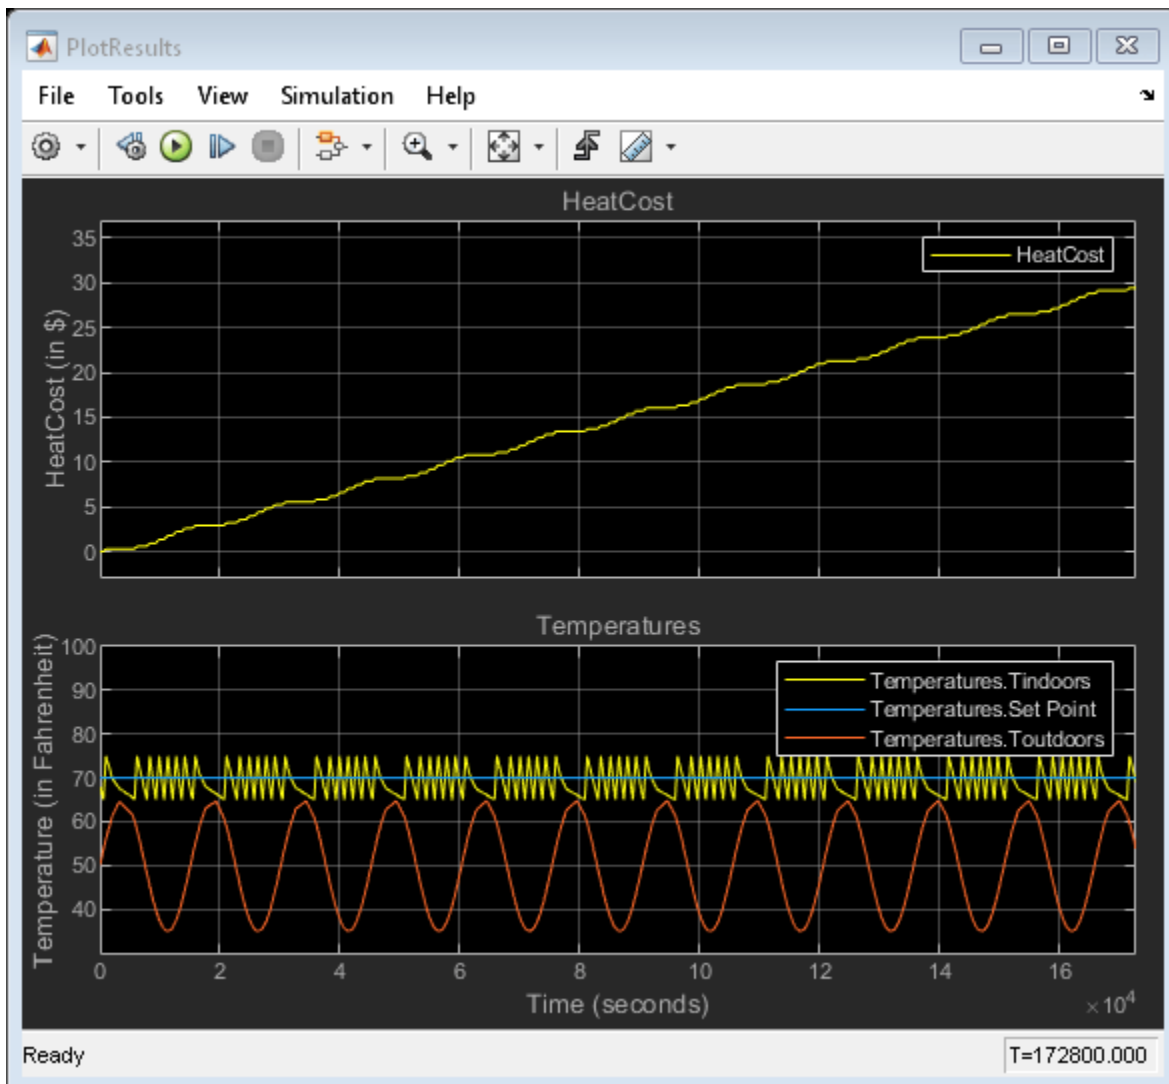 PlotResults
File Tools View Simulation Help
HeatCost
HeatCost
35
30
25
20
15
10
5
0
HeatCost (in $)
Temperatures
Temperatures.Tindoors
Temperatures.Set Point
Temperatures.Toutdoors
100
90
80
70
60
50
40
Temperature (in Fahrenheit)
0 2 4 6 8 10 12 14 16
Time (seconds)
×10⁴
Ready
T=172800.000